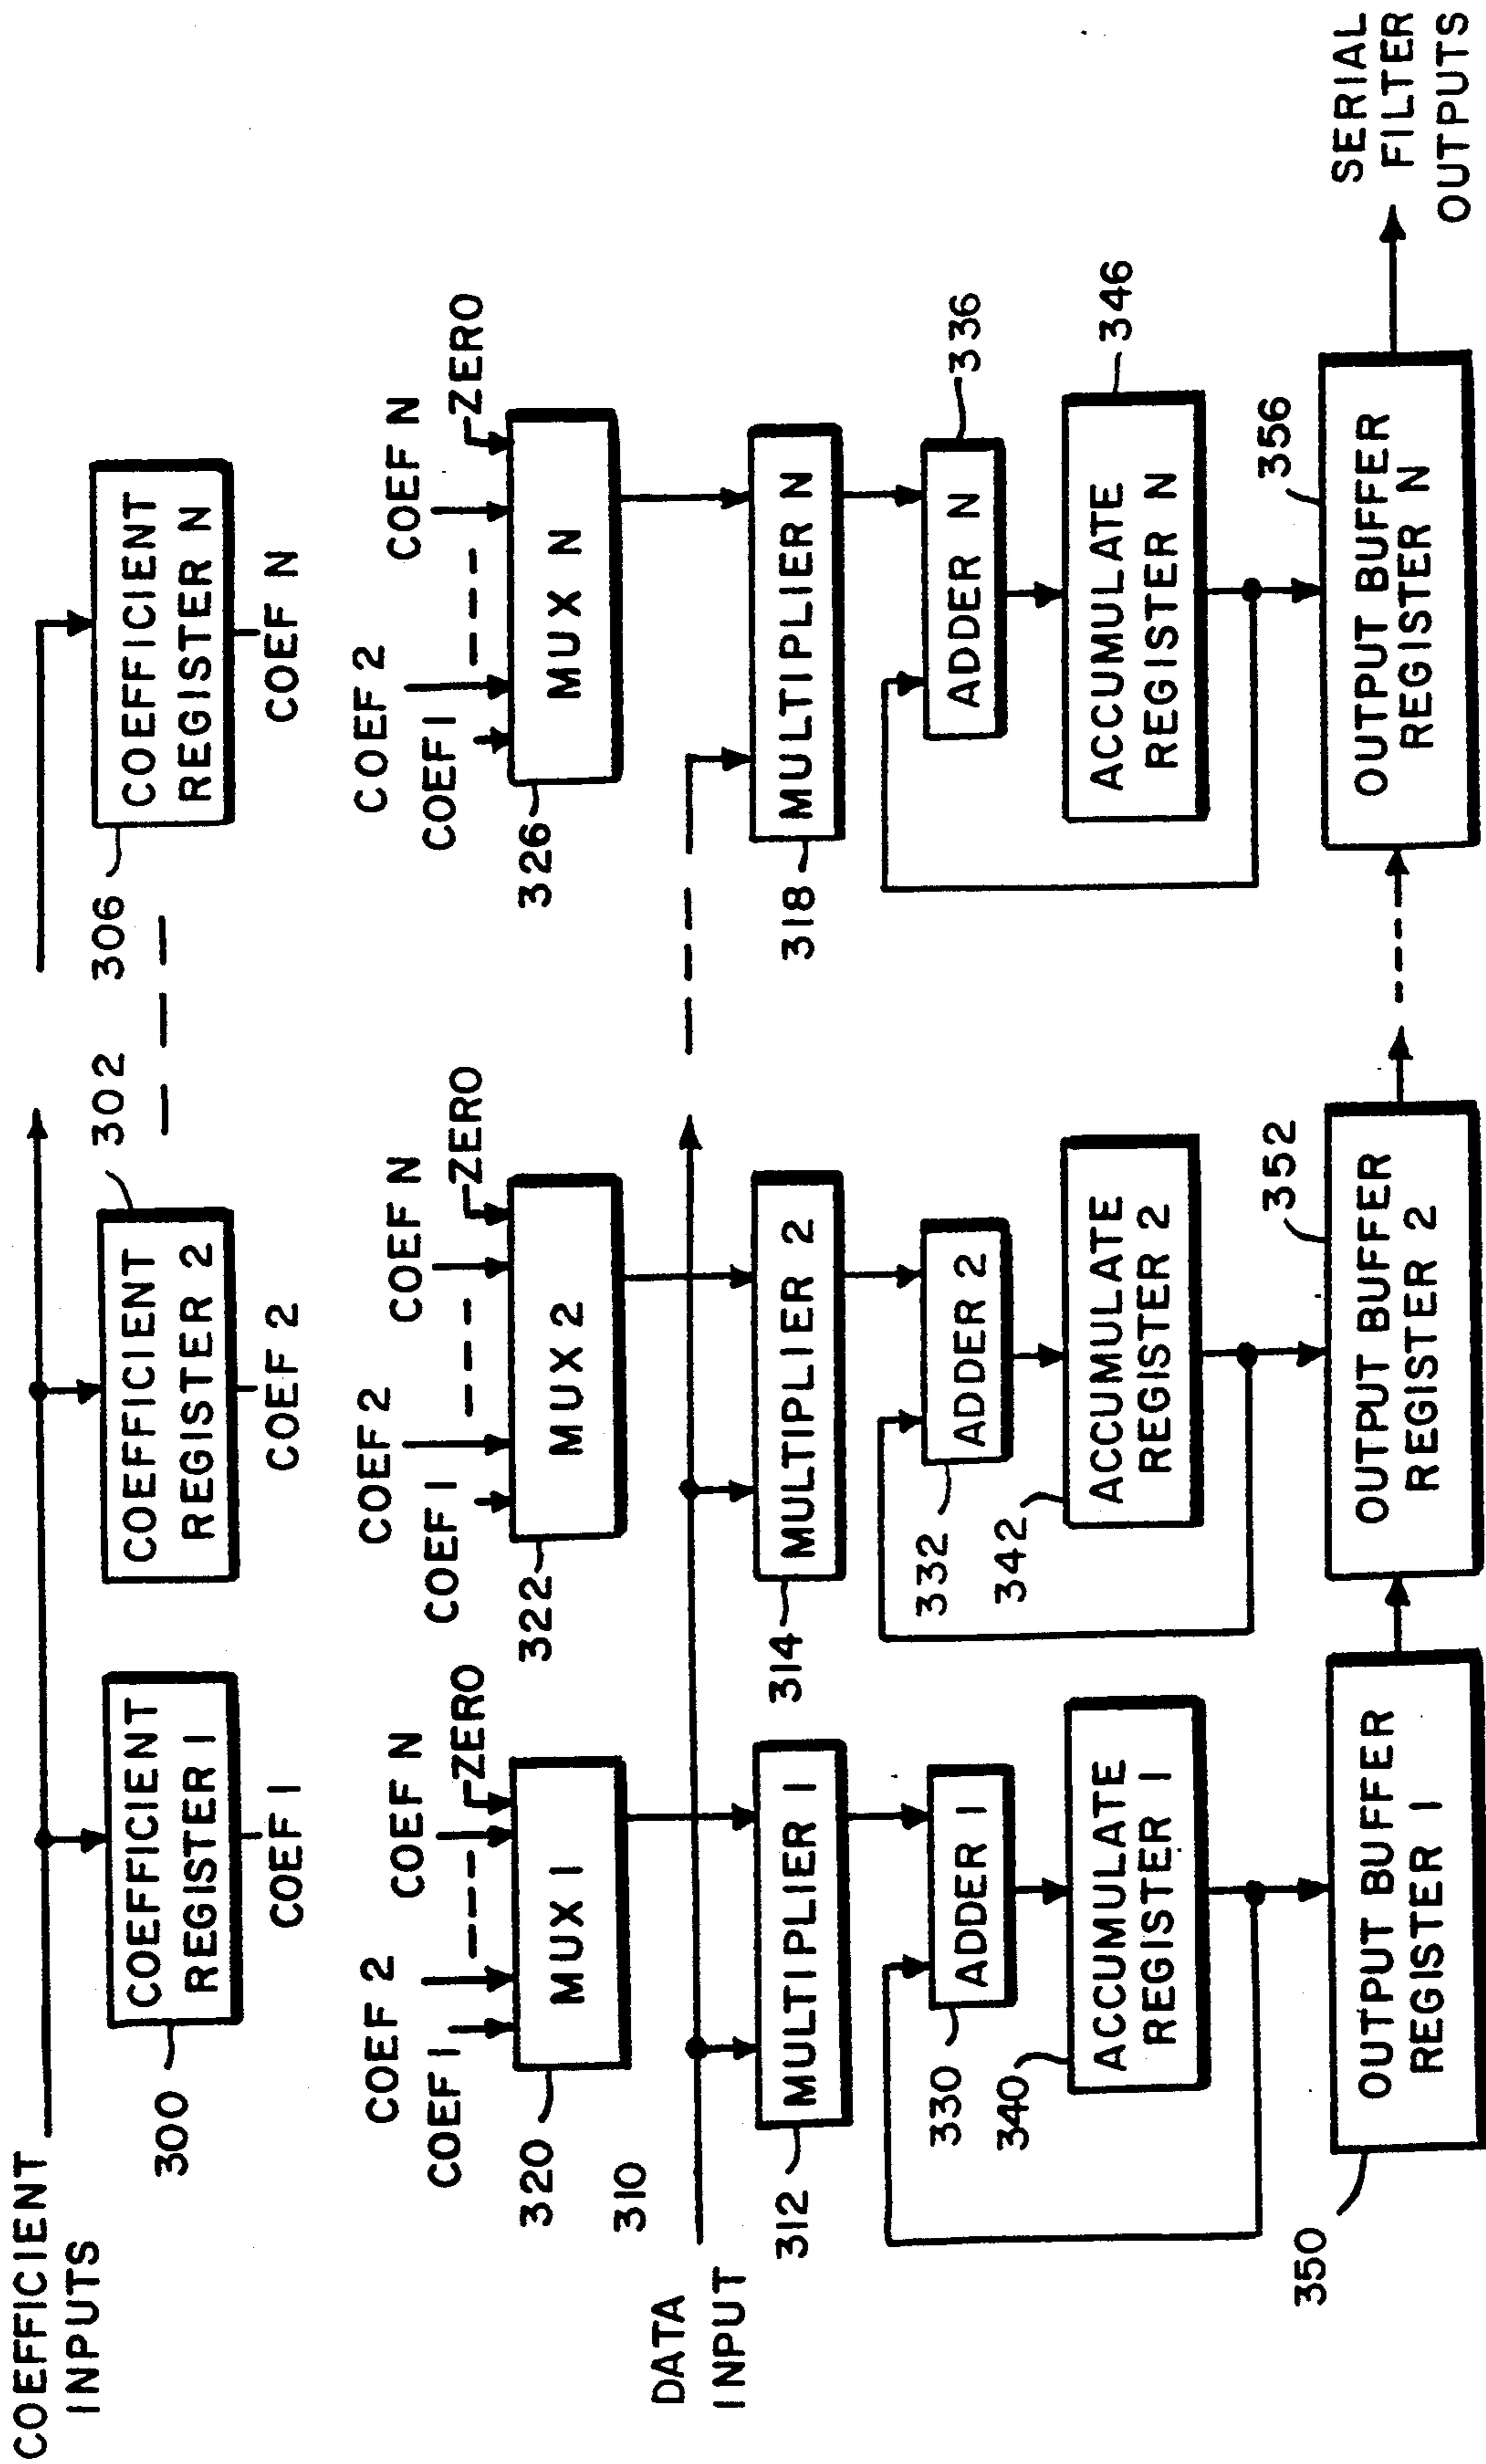 COEFFICIENT
INPUTS
300
COEFFICIENT
REGISTER 1
COEF 1
302
COEFFICIENT
REGISTER 2
COEF 2
306
COEFFICIENT
REGISTER N
COEF N
COEF 2
COEF 1
COEF N
ZERO
320
MUX 1
310
COEF 2
COEF 1
COEF N
ZERO
322
MUX 2
COEF 2
COEF 1
COEF N
ZERO
326
MUX N
DATA
INPUT
312
MULTIPLIER 1
314
MULTIPLIER 2
318
MULTIPLIER N
330
ADDER 1
332
ADDER 2
336
ADDER N
340
ACCUMULATE
REGISTER 1
342
ACCUMULATE
REGISTER 2
346
ACCUMULATE
REGISTER N
350
OUTPUT BUFFER
REGISTER 1
352
OUTPUT BUFFER
REGISTER 2
356
OUTPUT BUFFER
REGISTER N
SERIAL
FILTER
OUTPUTS